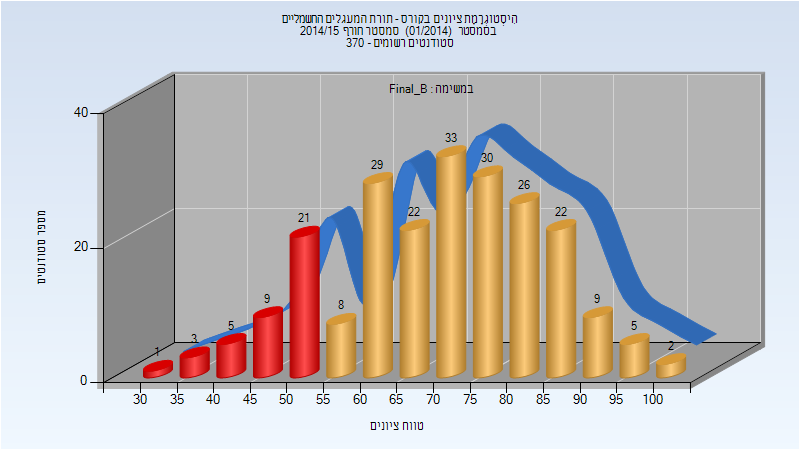 היסטוגרמת ציונים בקורס - תורת המעגלים החשמליים
בסמסטר (01/2014) סמסטר חורף 2014/15
סטודנטים רשומים - 370
במשימה : Final_B
40
20
0
מספר סטודנטים
1
3
5
9
21
8
29
22
33
30
26
22
9
5
2
30 35 40 45 50 55 60 65 70 75 80 85 90 95 100
טווח ציונים